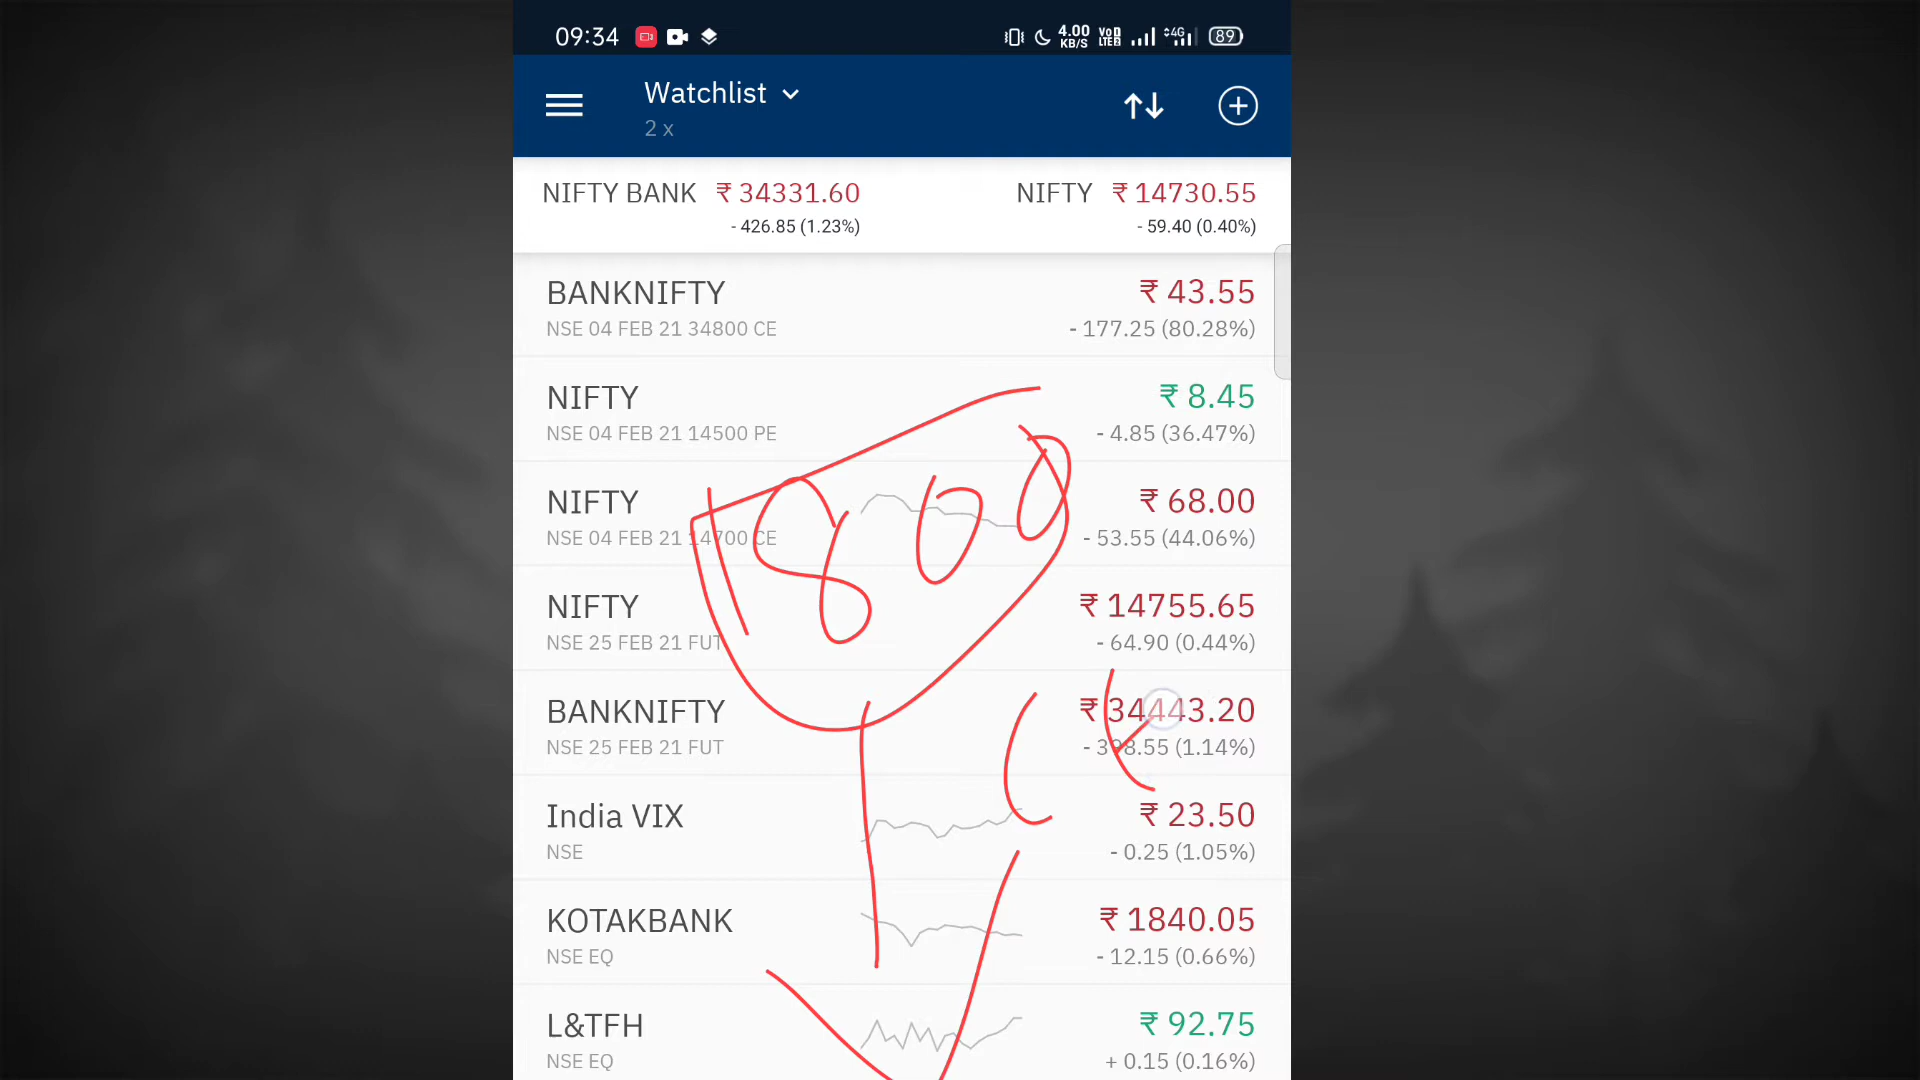 09:34 4.00 KB/S VoD LTE2 4G 89
Watchlist
2 x
NIFTY BANK ₹ 34331.60 NIFTY ₹ 14730.55
- 426.85 (1.23%) - 59.40 (0.40%)
BANKNIFTY ₹ 43.55
NSE 04 FEB 21 34800 CE - 177.25 (80.28%)
NIFTY ₹ 8.45
NSE 04 FEB 21 14500 PE - 4.85 (36.47%)
NIFTY ₹ 68.00
NSE 04 FEB 21 14700 CE - 53.55 (44.06%)
1800
NIFTY ₹ 14755.65
NSE 25 FEB 21 FUT - 64.90 (0.44%)
BANKNIFTY ₹ 34443.20
NSE 25 FEB 21 FUT - 398.55 (1.14%)
India VIX ₹ 23.50
NSE - 0.25 (1.05%)
KOTAKBANK ₹ 1840.05
NSE EQ - 12.15 (0.66%)
L&TFH ₹ 92.75
NSE EQ + 0.15 (0.16%)